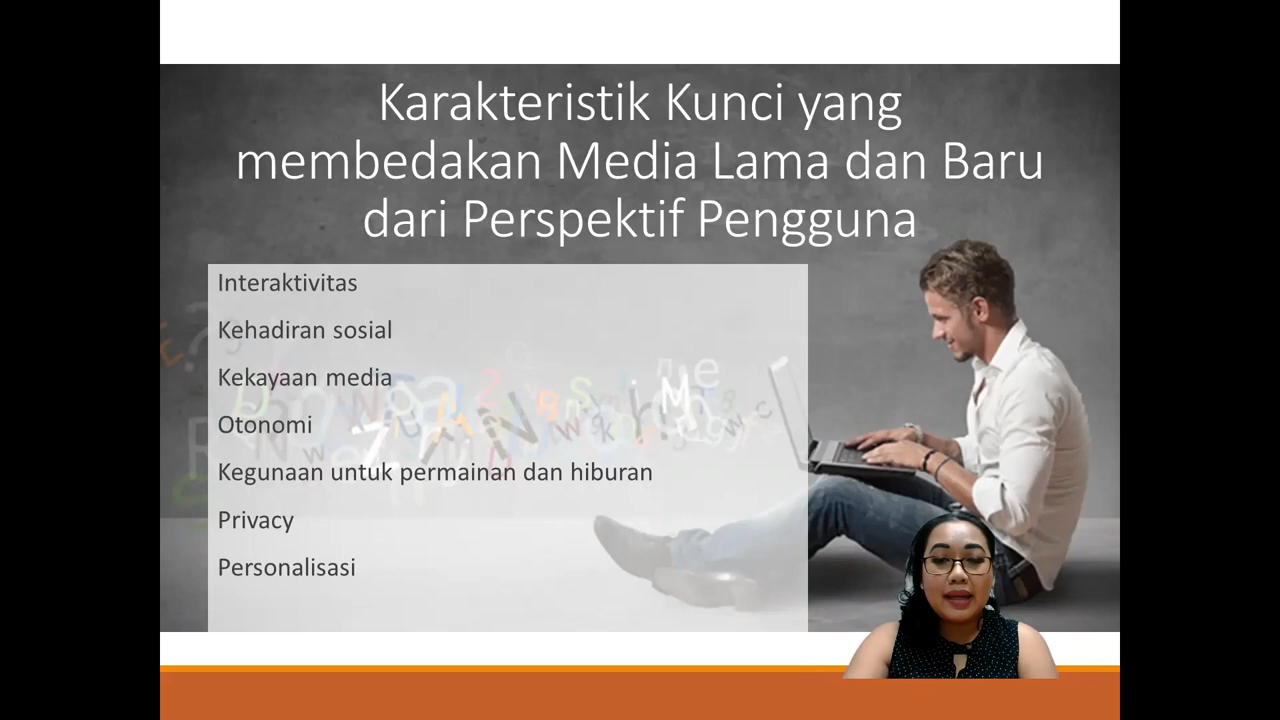 Karakteristik Kunci yang
membedakan Media Lama dan Baru
dari Perspektif Pengguna
Interaktivitas
Kehadiran sosial
Kekayaan media
Otonomi
Kegunaan untuk permainan dan hiburan
Privacy
Personalisasi